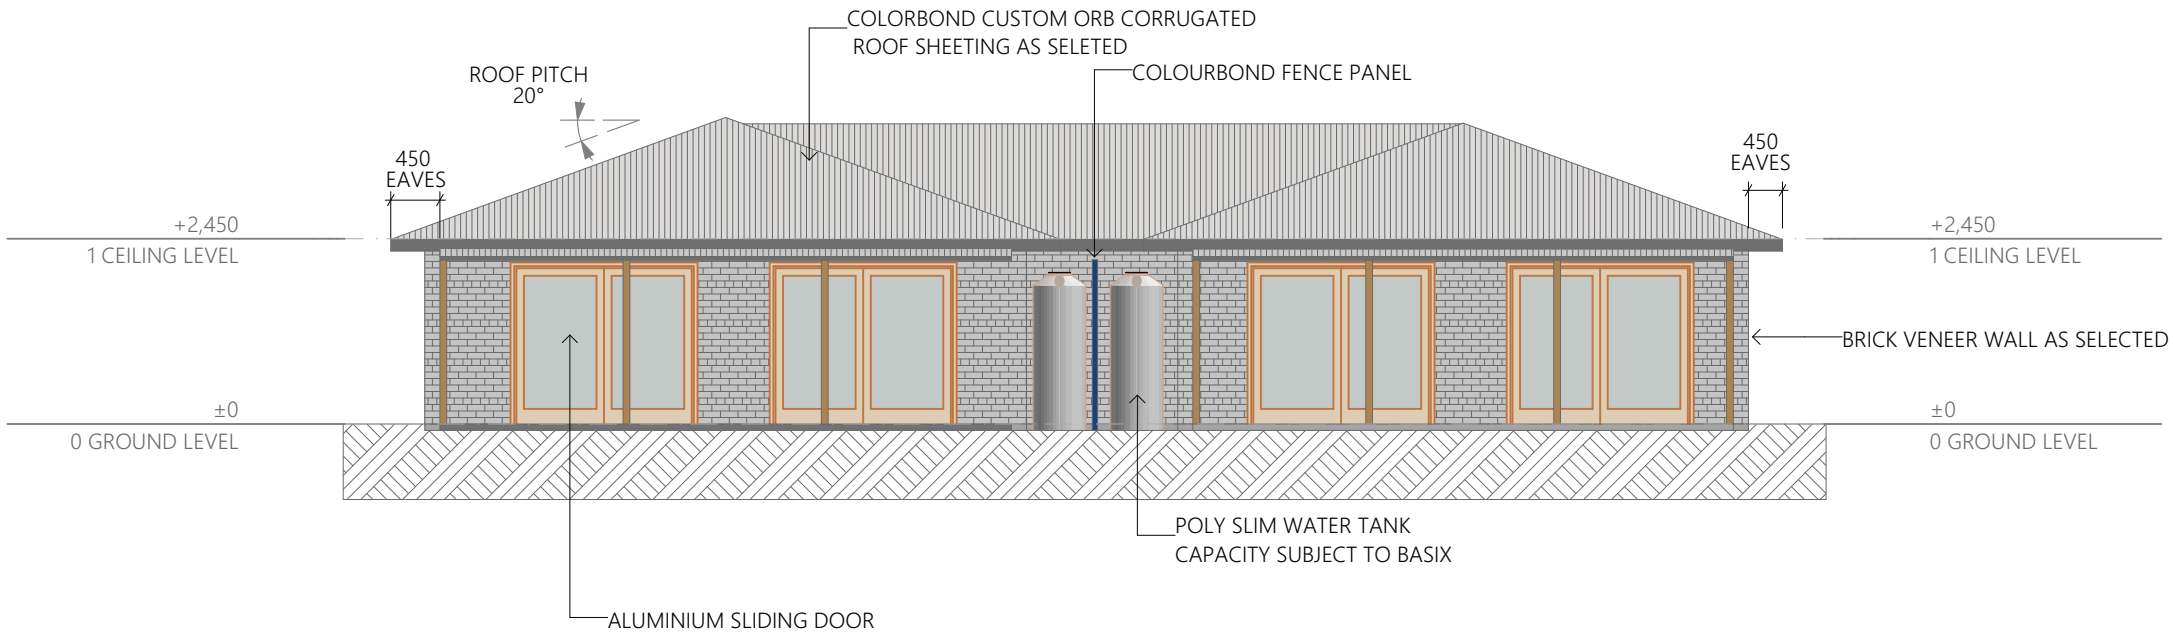 COLORBOND CUSTOM ORB CORRUGATED
ROOF SHEETING AS SELETED
COLOURBOND FENCE PANEL
ROOF PITCH
20°
450
EAVES
450
EAVES
+2,450
1 CEILING LEVEL
+2,450
1 CEILING LEVEL
BRICK VENEER WALL AS SELECTED
±0
0 GROUND LEVEL
±0
0 GROUND LEVEL
POLY SLIM WATER TANK
CAPACITY SUBJECT TO BASIX
ALUMINIUM SLIDING DOOR